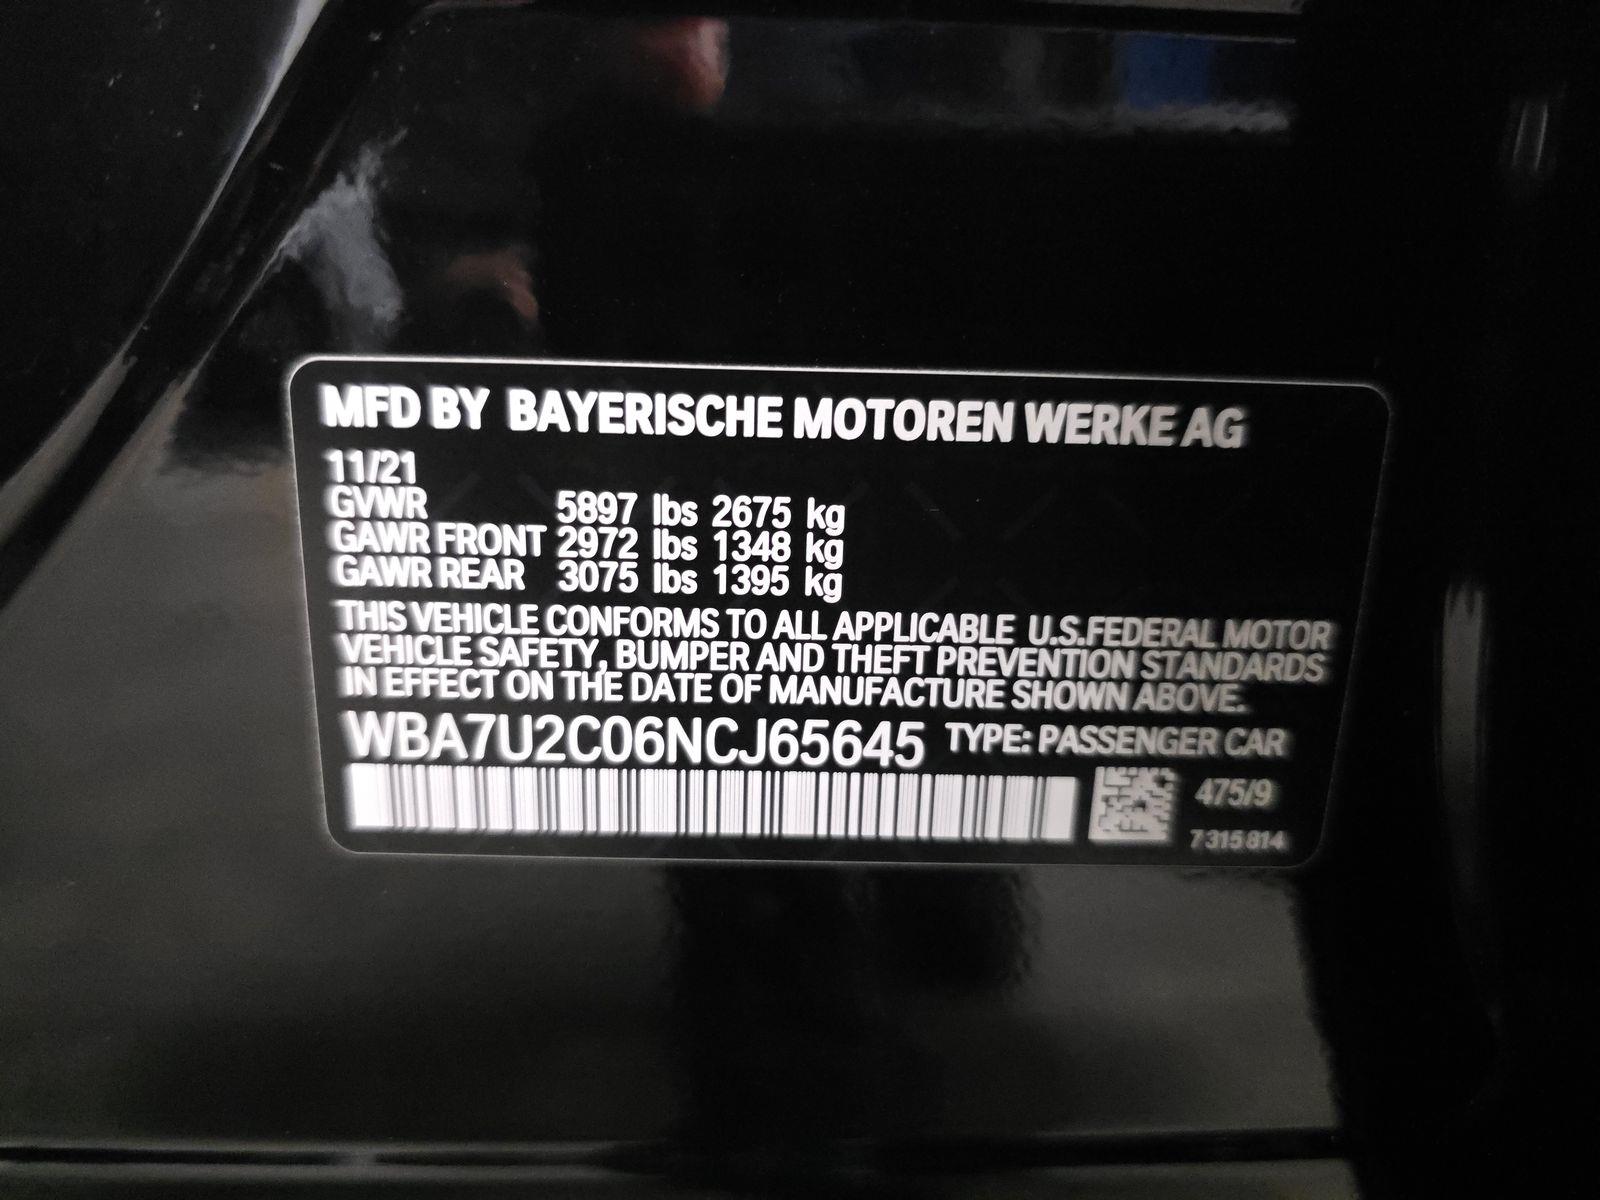 MFD BY BAYERISCHE MOTOREN WERKE AG
11/21
GVWR 5897 lbs 2675 kg
GAWR FRONT 2972 lbs 1348 kg
GAWR REAR 3075 lbs 1395 kg
THIS VEHICLE CONFORMS TO ALL APPLICABLE U.S.FEDERAL MOTOR
VEHICLE SAFETY, BUMPER AND THEFT PREVENTION STANDARDS
IN EFFECT ON THE DATE OF MANUFACTURE SHOWN ABOVE.
WBA7U2C06NCJ65645 TYPE: PASSENGER CAR
475/9
7 315 814